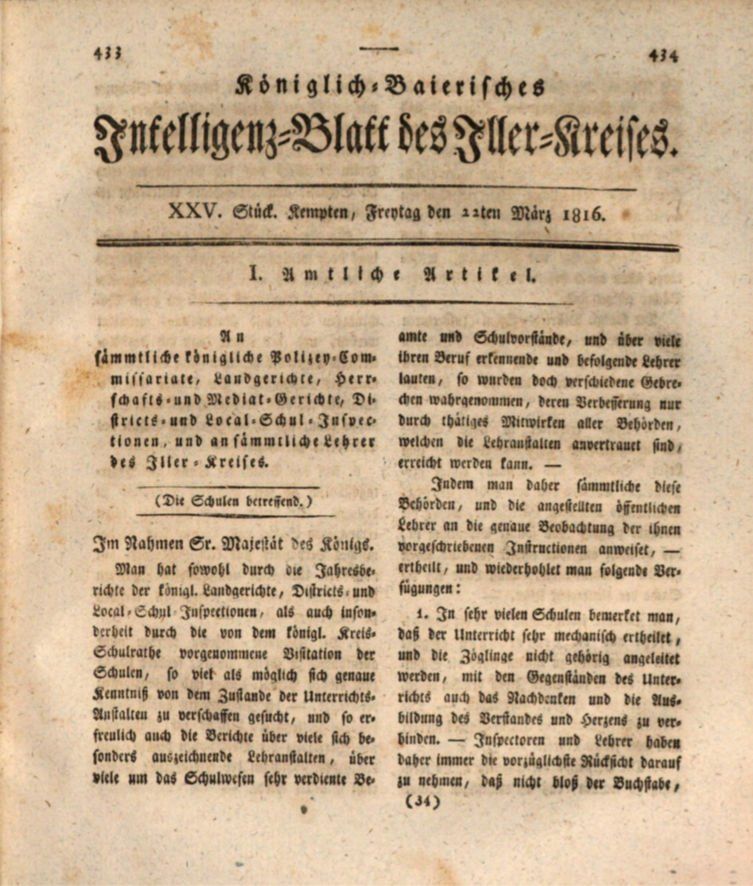 433
434
Königlich-Baierisches
Intelligenz-Blatt des Iller-Kreises.
XXV. Stück. Kempten, Freytag den 22ten März 1816.
I. Amtliche Artikel.
An
sämmtliche königliche Polizey-Com-
missariate, Landgerichte, Herr-
schafts- und Mediat-Gerichte, Di-
stricts- und Local-Schul-Inspec-
tionen, und an sämmtliche Lehrer
des Iller-Kreises.
(Die Schulen betreffend.)
Im Nahmen Sr. Majestät des Königs.
Man hat sowohl durch die Jahresbe-
richte der königl. Landgerichte, Districts- und
Local-Schul-Inspectionen, als auch inson-
derheit durch die von dem königl. Kreis-
Schulrathe vorgenommene Visitation der
Schulen, so viel als möglich sich genaue
Kenntniß von dem Zustande der Unterrichts-
Anstalten zu verschaffen gesucht, und so er-
freulich auch die Berichte über viele sich be-
sonders auszeichnende Lehranstalten, über
viele um das Schulwesen sehr verdiente Be-
amte und Schulvorstände, und über viele
ihren Beruf erkennende und befolgende Lehrer
lauten, so wurden doch verschiedene Gebre-
chen wahrgenommen, deren Verbesserung nur
durch thätiges Mitwirken aller Behörden,
welchen die Lehranstalten anvertrauet sind,
erreicht werden kann. —
Indem man daher sämmtliche diese
Behörden, und die angestellten öffentlichen
Lehrer an die genaue Beobachtung der ihnen
vorgeschriebenen Instructionen anweiset, —
ertheilt, und wiederhohlet man folgende Ver-
fügungen:
1. In sehr vielen Schulen bemerket man,
daß der Unterricht sehr mechanisch ertheilet,
und die Zöglinge nicht gehörig angeleitet
werden, mit den Gegenständen des Unter-
richts auch das Nachdenken und die Aus-
bildung des Verstandes und Herzens zu ver-
binden. — Inspectoren und Lehrer haben
daher immer die vorzüglichste Rücksicht darauf
zu nehmen, daß nicht bloß der Buchstabe,
(34)